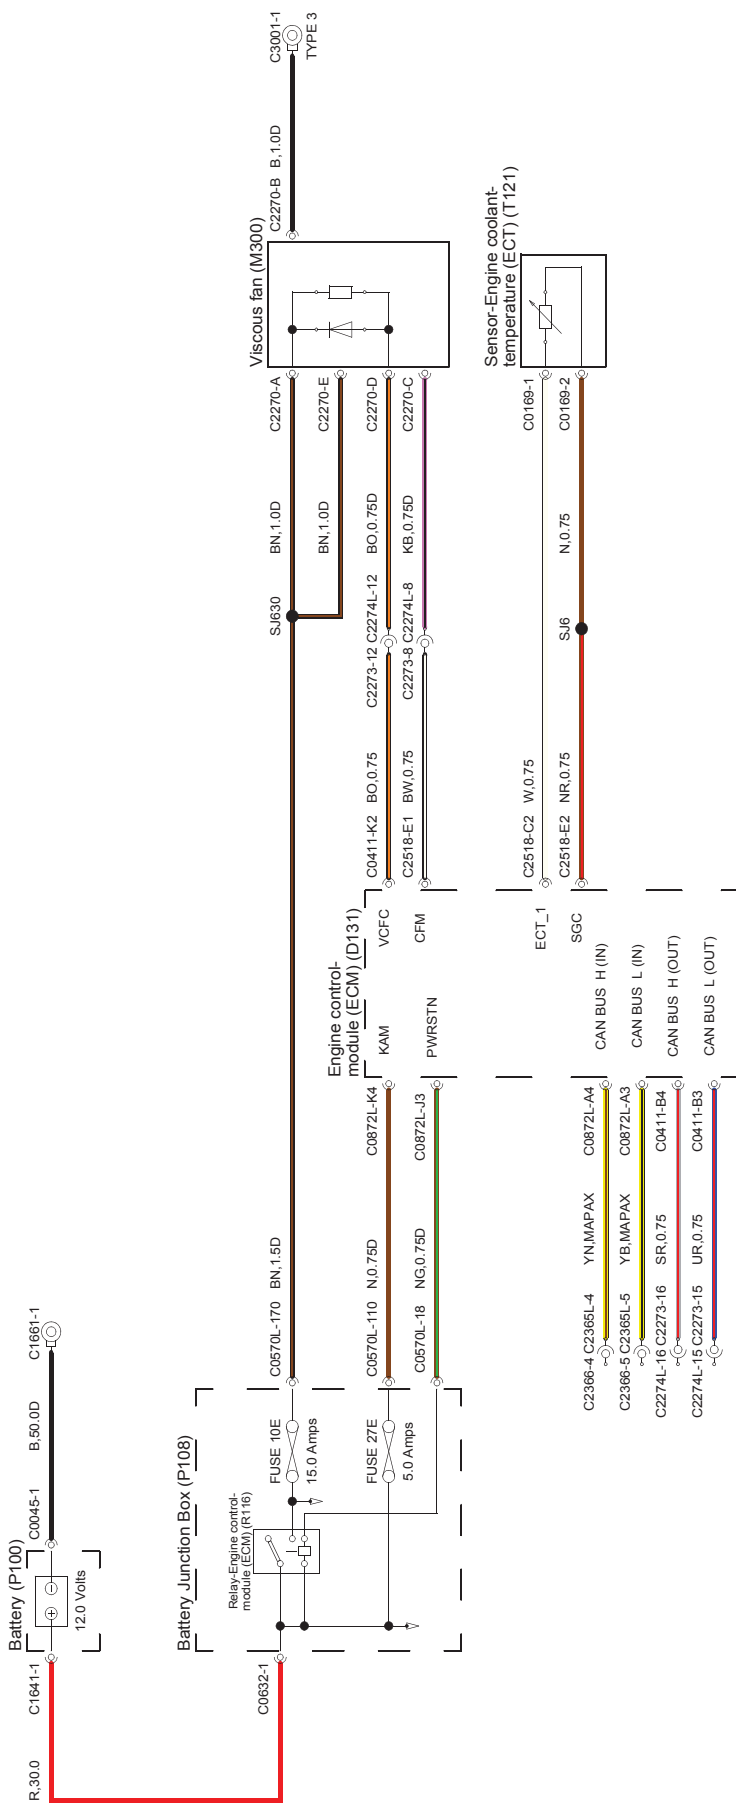 Battery (P100)
12.0 Volts
C1641-1
R,30.0
C0045-1
B,50.0D
C1661-1
Battery Junction Box (P108)
C0632-1
Relay-Engine control-
module (ECM) (R116)
FUSE 10E
15.0 Amps
FUSE 27E
5.0 Amps
C0570L-170
BN,1.5D
C0570L-110
N,0.75D
C0872L-K4
C0570L-18
NG,0.75D
C0872L-J3
SJ630
BN,1.0D
C2270-A
BN,1.0D
C2270-E
Viscous fan (M300)
C2270-B
B,1.0D
C3001-1
TYPE 3
Engine control-
module (ECM) (D131)
KAM
VCFC
PWRSTN
CFM
ECT_1
SGC
CAN BUS H (IN)
CAN BUS L (IN)
CAN BUS H (OUT)
CAN BUS L (OUT)
C0411-K2
BO,0.75
C2273-12
C2274L-12
BO,0.75D
C2270-D
C2518-E1
BW,0.75
C2273-8
C2274L-8
KB,0.75D
C2270-C
Sensor-Engine coolant-
temperature (ECT) (T121)
C2518-C2
W,0.75
C0169-1
C2518-E2
NR,0.75
SJ6
N,0.75
C0169-2
C2366-4
C2365L-4
YN,MAPAX
C0872L-A4
C2366-5
C2365L-5
YB,MAPAX
C0872L-A3
C2274L-16
C2273-16
SR,0.75
C0411-B4
C2274L-15
C2273-15
UR,0.75
C0411-B3